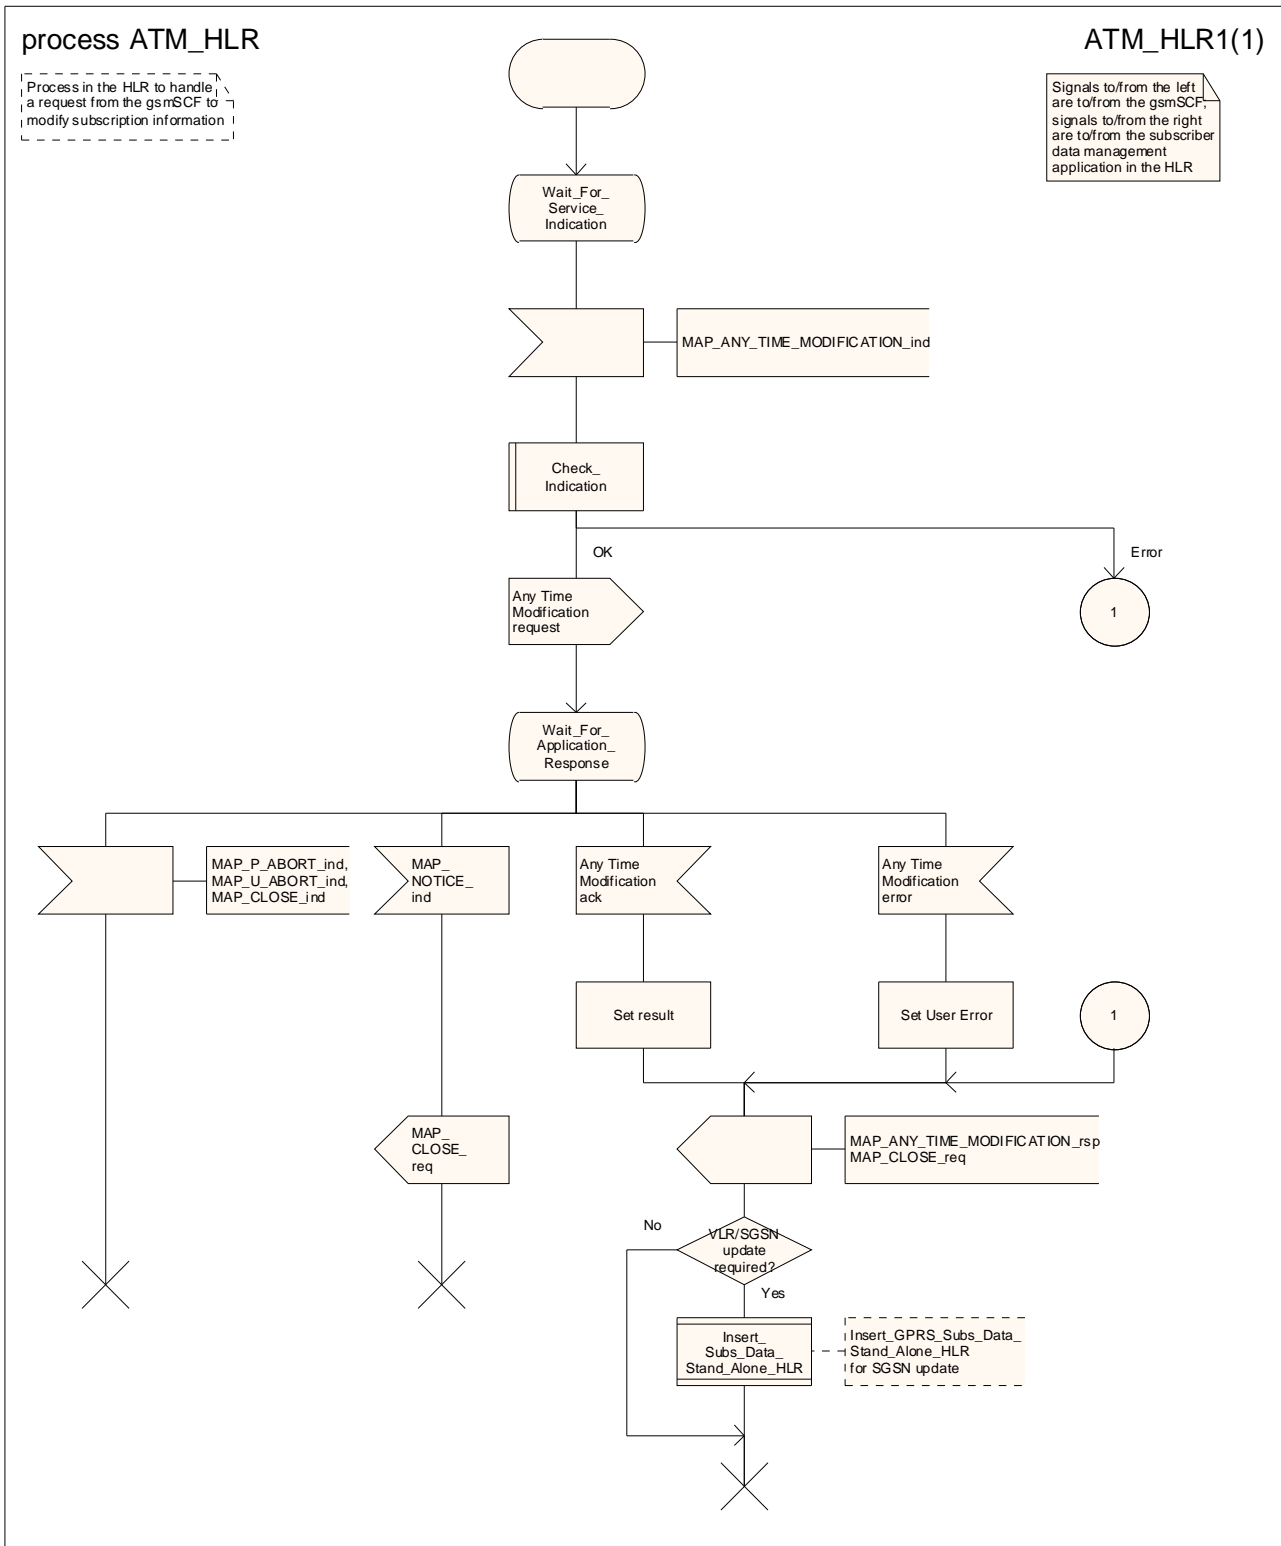 process ATM_HLR
ATM_HLR1(1)
Process in the HLR to handle
a request from the gsmSCF to
modify subscription information
Signals to/from the left
are to/from the gsmSCF;
signals to/from the right
are to/from the subscriber
data management
application in the HLR
Wait_For_
Service_
Indication
MAP_ANY_TIME_MODIFICATION_ind
Check_
Indication
OK
Error
Any Time
Modification
request
1
Wait_For_
Application_
Response
MAP_P_ABORT_ind,
MAP_U_ABORT_ind,
MAP_CLOSE_ind
MAP_
NOTICE_
ind
Any Time
Modification
ack
Any Time
Modification
error
Set result
Set User Error
1
MAP_
CLOSE_
req
MAP_ANY_TIME_MODIFICATION_rsp
MAP_CLOSE_req
No
VLR/SGSN
update
required?
Yes
Insert_
Subs_Data_
Stand_Alone_HLR
Insert_GPRS_Subs_Data_
Stand_Alone_HLR
for SGSN update